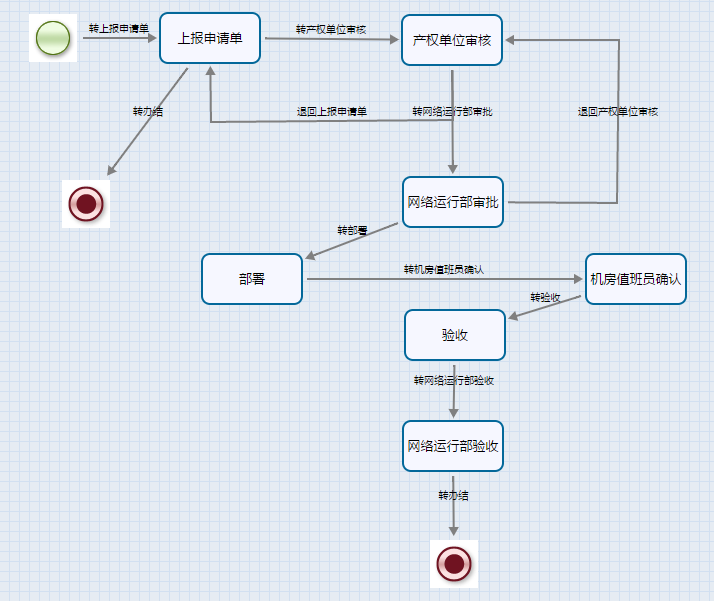 转上报申请单
上报申请单
转产权单位审核
产权单位审核
转办结
退回上报申请单
转网络运行部审批
退回产权单位审核
网络运行部审批
转部署
部署
转机房值班员确认
机房值班员确认
转验收
验收
转网络运行部验收
网络运行部验收
转办结